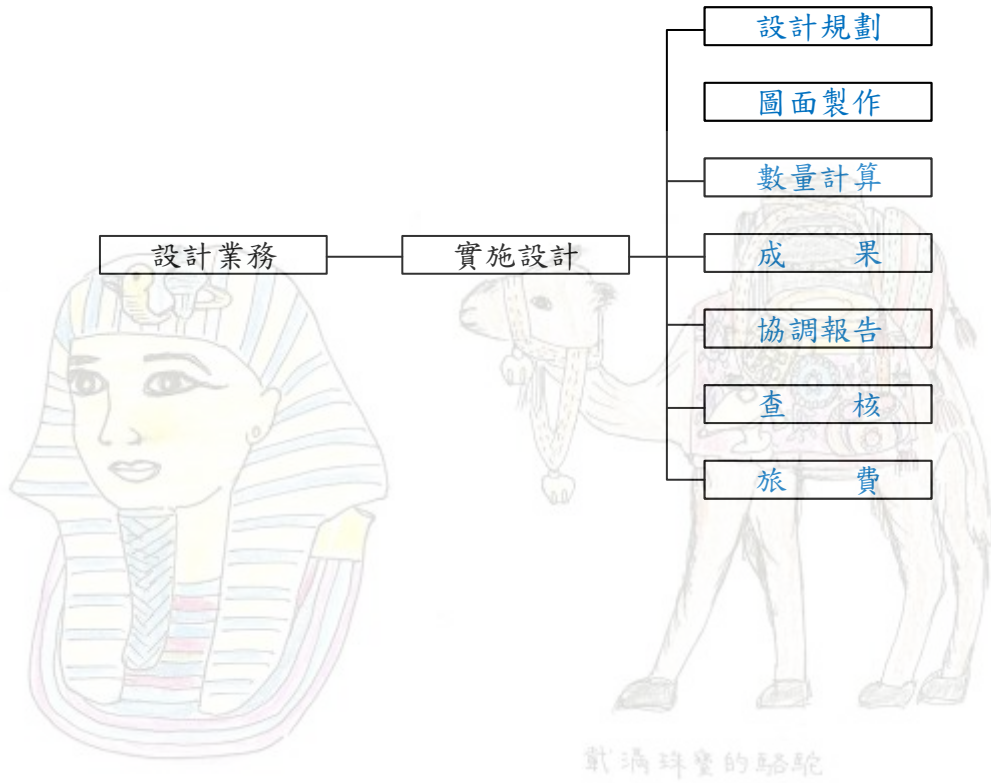 設計規劃
圖面製作
數量計算
設計業務
實施設計
成 果
協調報告
查 核
旅 費
戴滿珠寶的駱駝